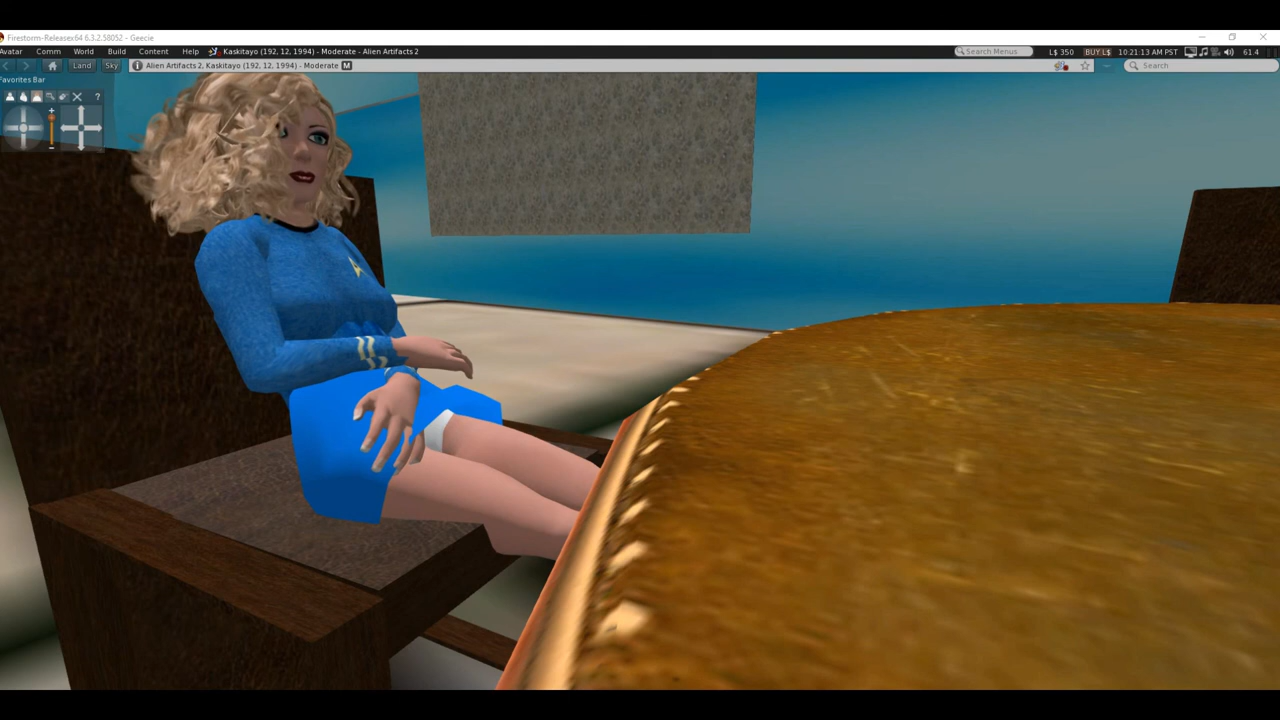 Firestorm-Releasex64 6.3.2.58052 - Geecie
Avatar Comm World Build Content Help Kaskitayo (192, 12, 1994) - Moderate - Alien Artifacts 2 Search Menus L$ 350 BUY L$ 10:21:13 AM PST 61.4
Land Sky Alien Artifacts 2, Kaskitayo (192, 12, 1994) - Moderate M Search
Favorites Bar
?